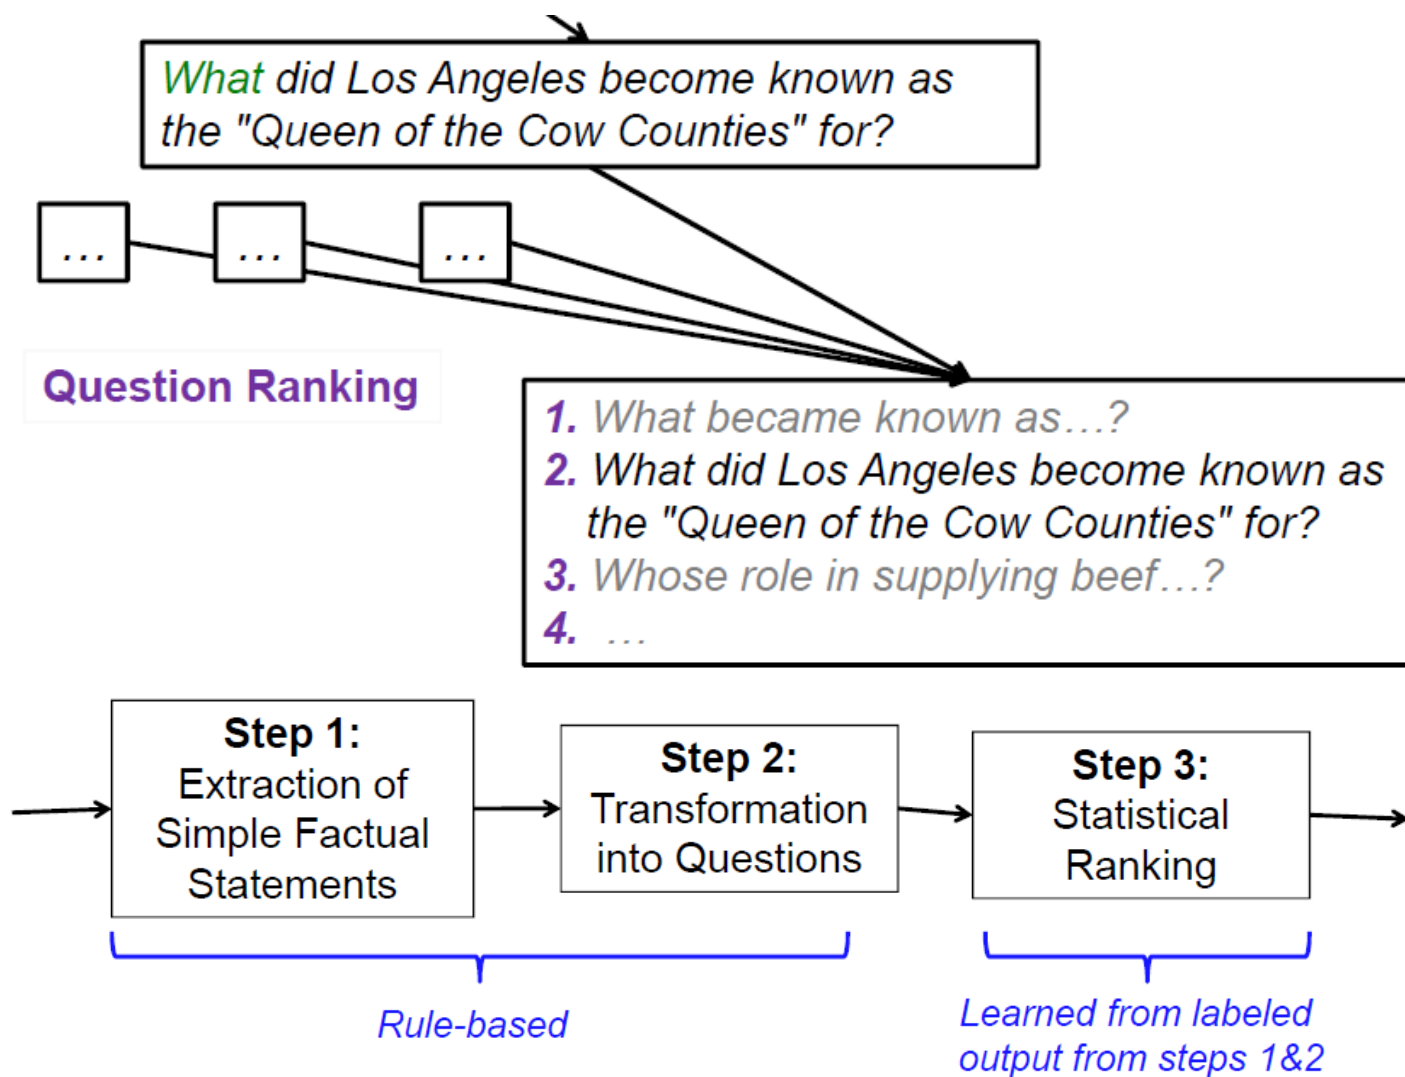 What did Los Angeles become known as
the "Queen of the Cow Counties" for?
...
...
...
Question Ranking
1. What became known as...?
2. What did Los Angeles become known as
the "Queen of the Cow Counties" for?
3. Whose role in supplying beef...?
4. ...
Step 1:
Extraction of
Simple Factual
Statements
Step 2:
Transformation
into Questions
Step 3:
Statistical
Ranking
Rule-based
Learned from labeled
output from steps 1&2